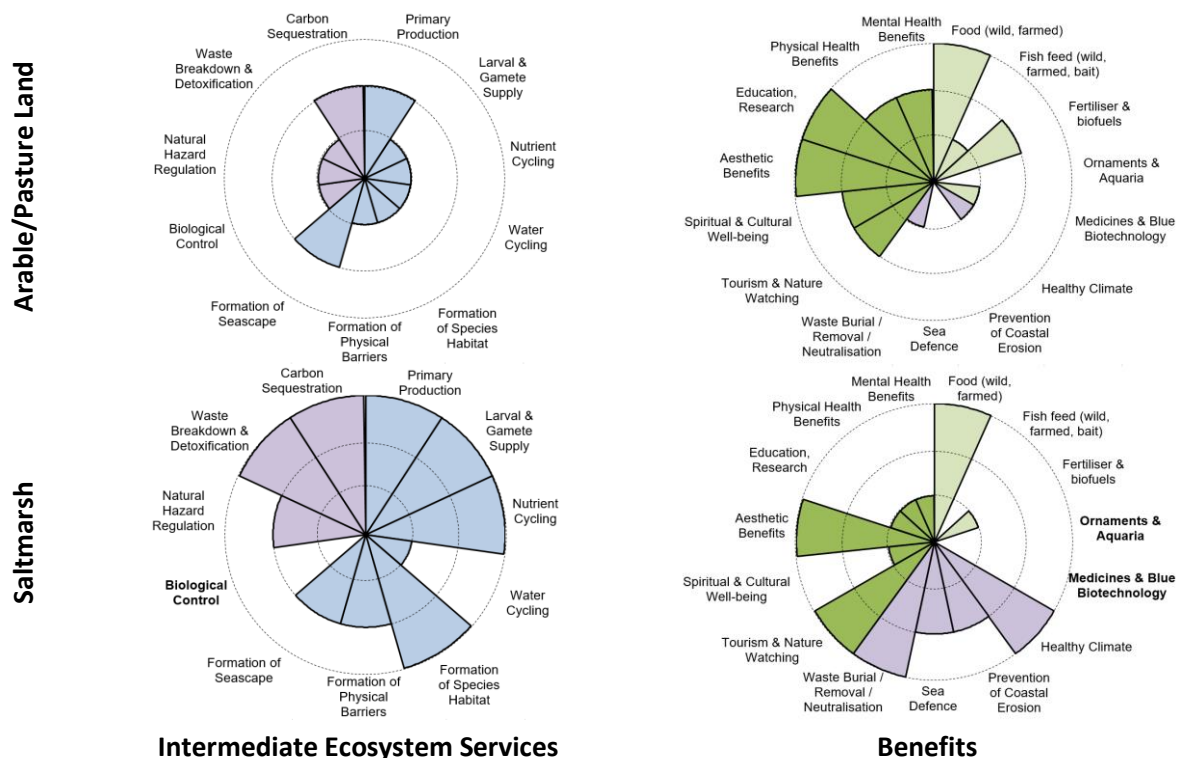 Arable/Pasture Land
Carbon
Sequestration
Primary
Production
Waste
Breakdown &
Detoxification
Larval &
Gamete
Supply
Natural
Hazard
Regulation
Nutrient
Cycling
Biological
Control
Water
Cycling
Formation of
Seascape
Formation of
Physical
Barriers
Formation
of Species
Habitat
Mental Health
Benefits
Food (wild, farmed)
Physical Health
Benefits
Fish feed (wild,
farmed, bait)
Education,
Research
Fertiliser &
biofuels
Aesthetic
Benefits
Ornaments &
Aquaria
Spiritual & Cultural
Well-being
Medicines & Blue
Biotechnology
Tourism & Nature
Watching
Healthy Climate
Waste Burial /
Removal /
Neutralisation
Sea
Defence
Prevention
of Coastal
Erosion
Saltmarsh
Carbon
Sequestration
Primary
Production
Waste
Breakdown &
Detoxification
Larval &
Gamete
Supply
Natural
Hazard
Regulation
Nutrient
Cycling
Biological
Control
Water
Cycling
Formation of
Seascape
Formation of
Physical
Barriers
Formation
of Species
Habitat
Mental Health
Benefits
Food (wild,
farmed)
Physical Health
Benefits
Fish feed (wild,
farmed, bait)
Education,
Research
Fertiliser &
biofuels
Aesthetic
Benefits
Ornaments &
Aquaria
Spiritual & Cultural
Well-being
Medicines & Blue
Biotechnology
Tourism & Nature
Watching
Healthy Climate
Waste Burial /
Removal /
Neutralisation
Sea
Defence
Prevention
of Coastal
Erosion
Intermediate Ecosystem Services
Benefits